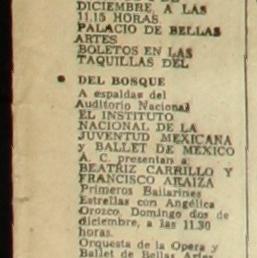 DICIEMBRE, A LAS
11.15 HORAS.
PALACIO DE BELLAS
ARTES
BOLETOS EN LAS
TAQUILLAS DEL
• DEL BOSQUE
A espaldas del
Auditorio Nacional
EL INSTITUTO
NACIONAL DE LA
JUVENTUD MEXICANA
y BALLET DE MEXICO
A. C. presentan a:
BEATRIZ CARRILLO Y
FRANCISCO ARAIZA
Primeros Bailarines
Estrellas con Angélica
Orozco. Domingo dos de
diciembre, a las 11.30
horas.
Orquesta de la Opera y
Ballet de Bellas Artes